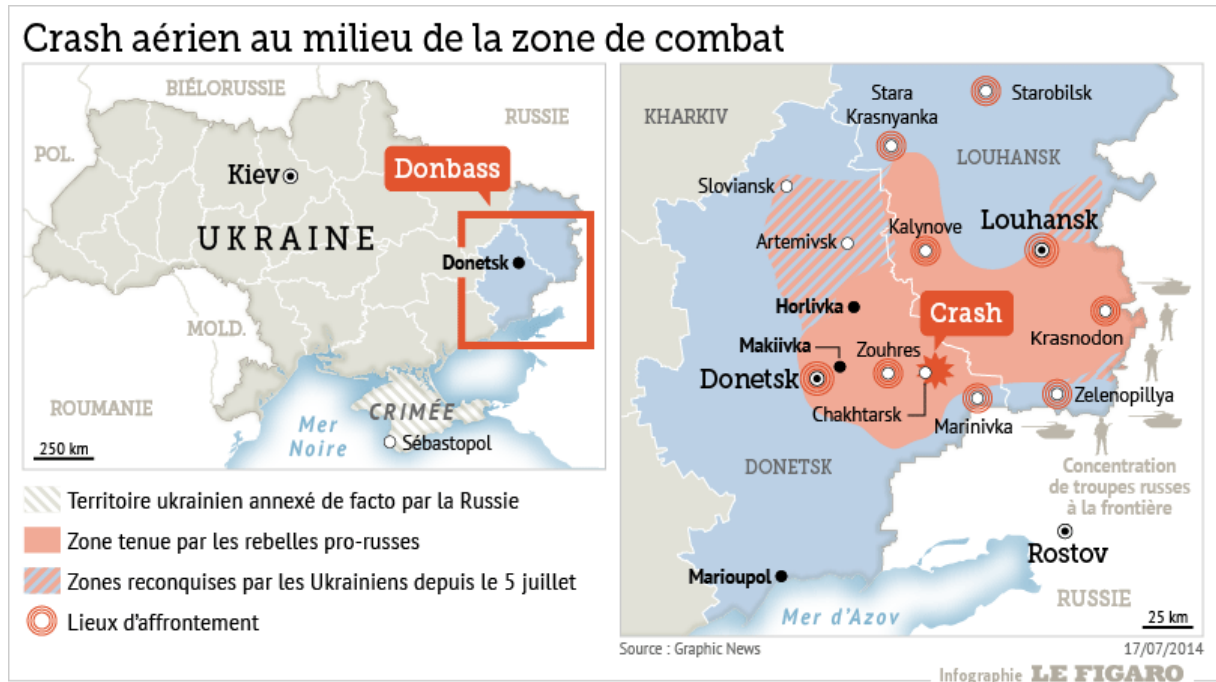 Crash aérien au milieu de la zone de combat
BIÉLORUSSIE
RUSSIE
POL.
Kiev
Donbass
UKRAINE
Donetsk
MOLD.
ROUMANIE
CRIMÉE
Mer
Noire
Sébastopol
250 km
Territoire ukrainien annexé de facto par la Russie
Zone tenue par les rebelles pro-russes
Zones reconquises par les Ukrainiens depuis le 5 juillet
Lieux d'affrontement
KHARKIV
Stara
Krasnyanka
Starobilsk
LOUHANSK
Sloviansk
Artemivsk
Kalynove
Louhansk
Horlivka
Crash
Krasnodon
Makiivka
Zouhres
Donetsk
Chakhtarsk
Marinivka
Zelenopillya
DONETSK
Concentration
de troupes russes
à la frontière
Rostov
Marioupol
Mer d'Azov
RUSSIE
25 km
Source : Graphic News
17/07/2014
Infographie LE FIGARO